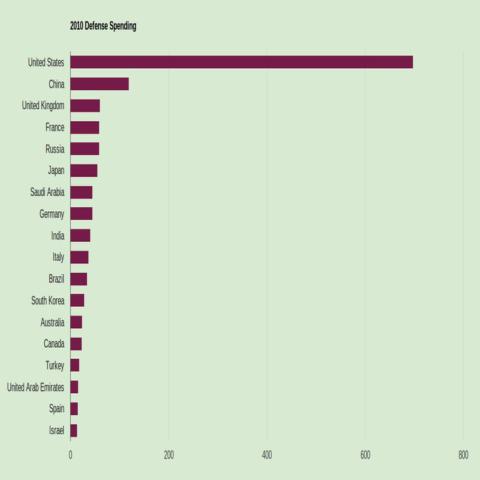 2010 Defense Spending
United States
China
United Kingdom
France
Russia
Japan
Saudi Arabia
Germany
India
Italy
Brazil
South Korea
Australia
Canada
Turkey
United Arab Emirates
Spain
Israel
0 200 400 600 800